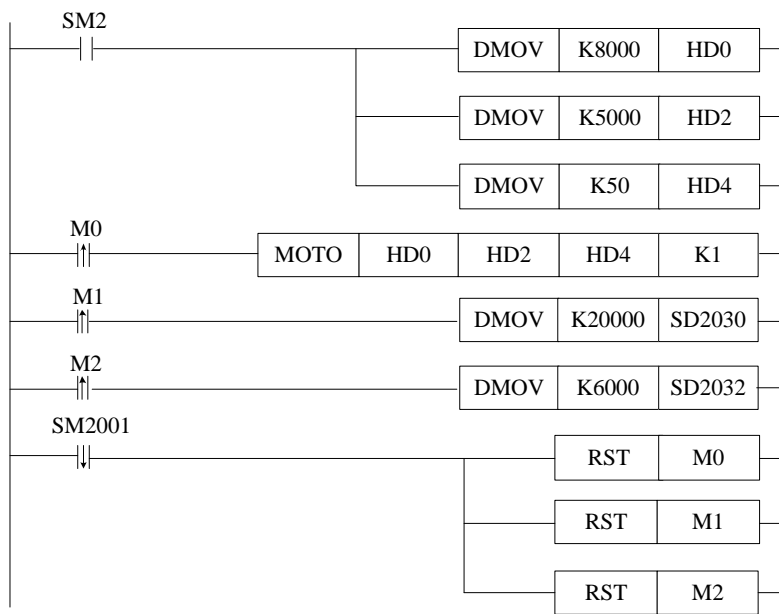 SM2
DMOV K8000 HD0
DMOV K5000 HD2
DMOV K50 HD4
M0
MOTO HD0 HD2 HD4 K1
M1
DMOV K20000 SD2030
M2
DMOV K6000 SD2032
SM2001
RST M0
RST M1
RST M2